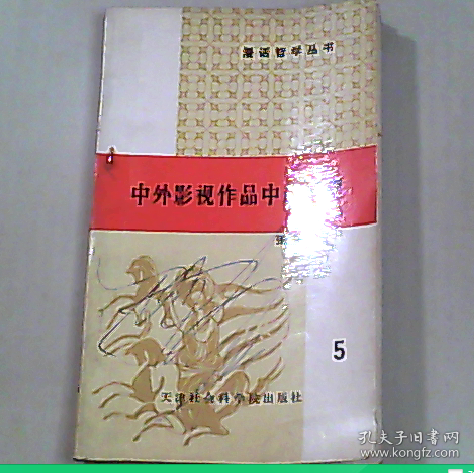 漫话哲学丛书
中外影视作品中
张
5
天津社会科学院出版社
孔夫子旧书网
www.kongfz.com